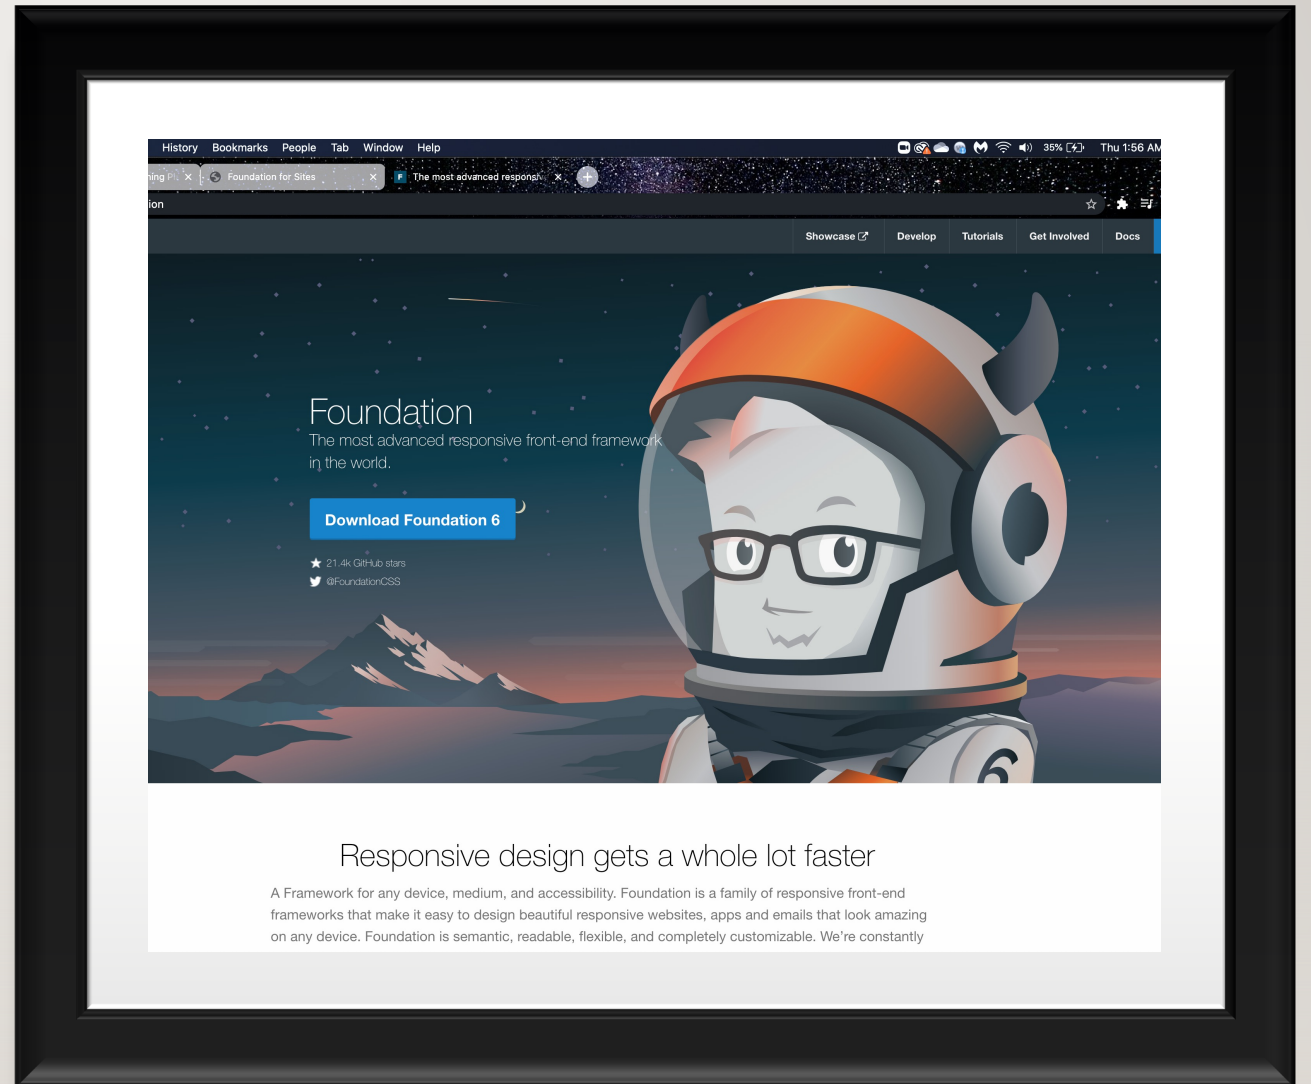 History Bookmarks People Tab Window Help 35% Thu 1:56 AM
Foundation for Sites The most advanced respons
ion
Showcase Develop Tutorials Get Involved Docs
Foundation
The most advanced responsive front-end framework
in the world.
Download Foundation 6
21.4k GitHub stars
@FoundationCSS
6
Responsive design gets a whole lot faster
A Framework for any device, medium, and accessibility. Foundation is a family of responsive front-end
frameworks that make it easy to design beautiful responsive websites, apps and emails that look amazing
on any device. Foundation is semantic, readable, flexible, and completely customizable. We're constantly